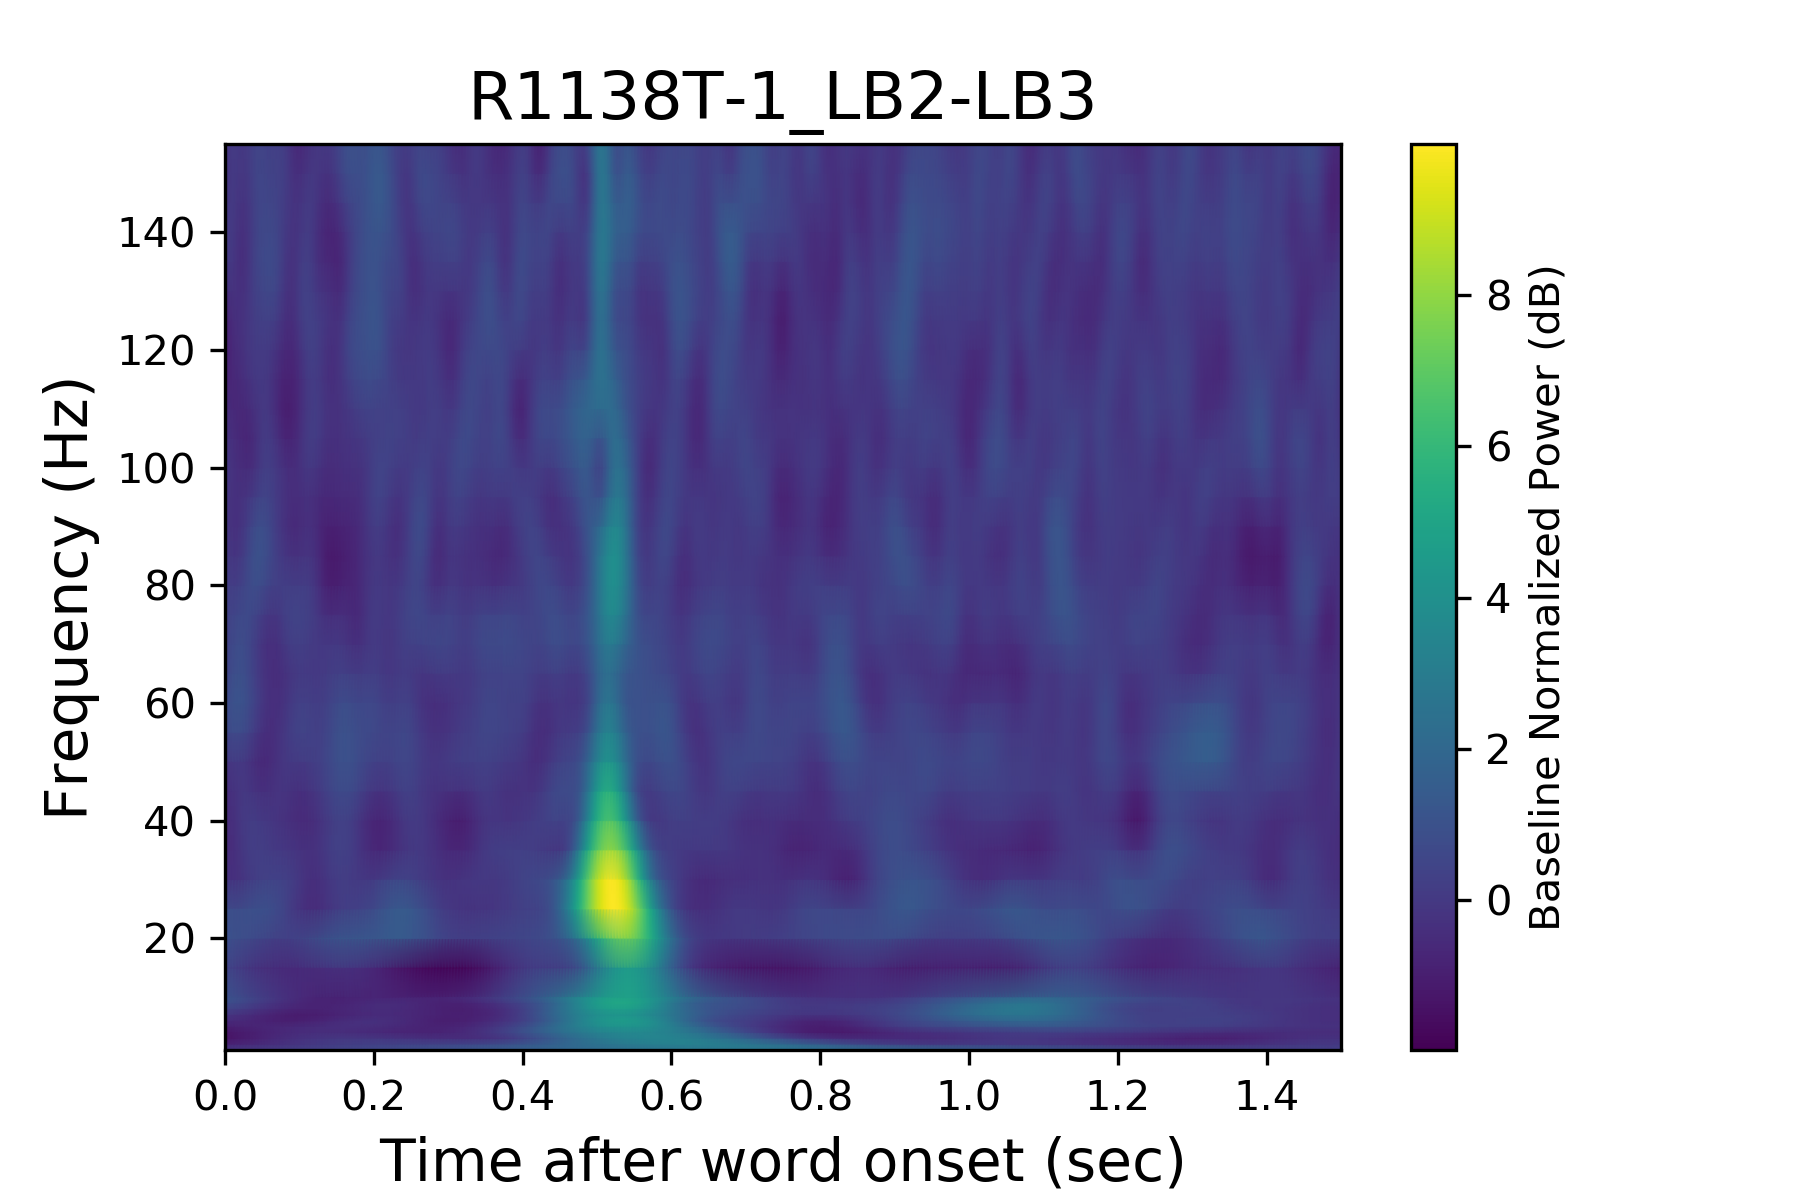 R1138T-1_LB2-LB3
Frequency (Hz)
140
120
100
80
60
40
20
0.0 0.2 0.4 0.6 0.8 1.0 1.2 1.4
Time after word onset (sec)
8
6
4
2
0
Baseline Normalized Power (dB)